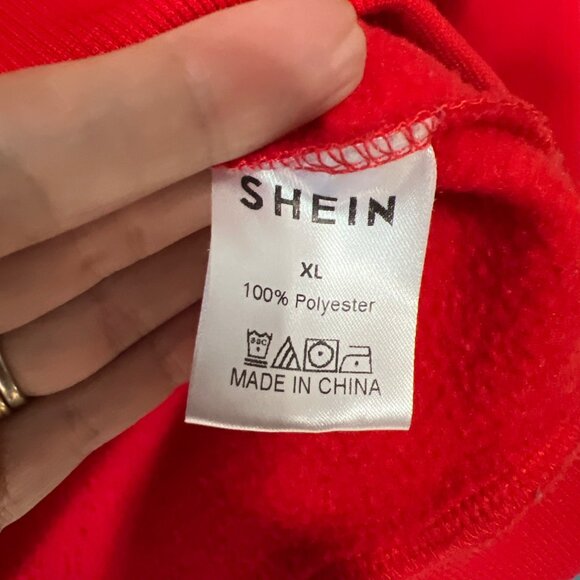 SHEIN
XL
100% Polyester
MADE IN CHINA